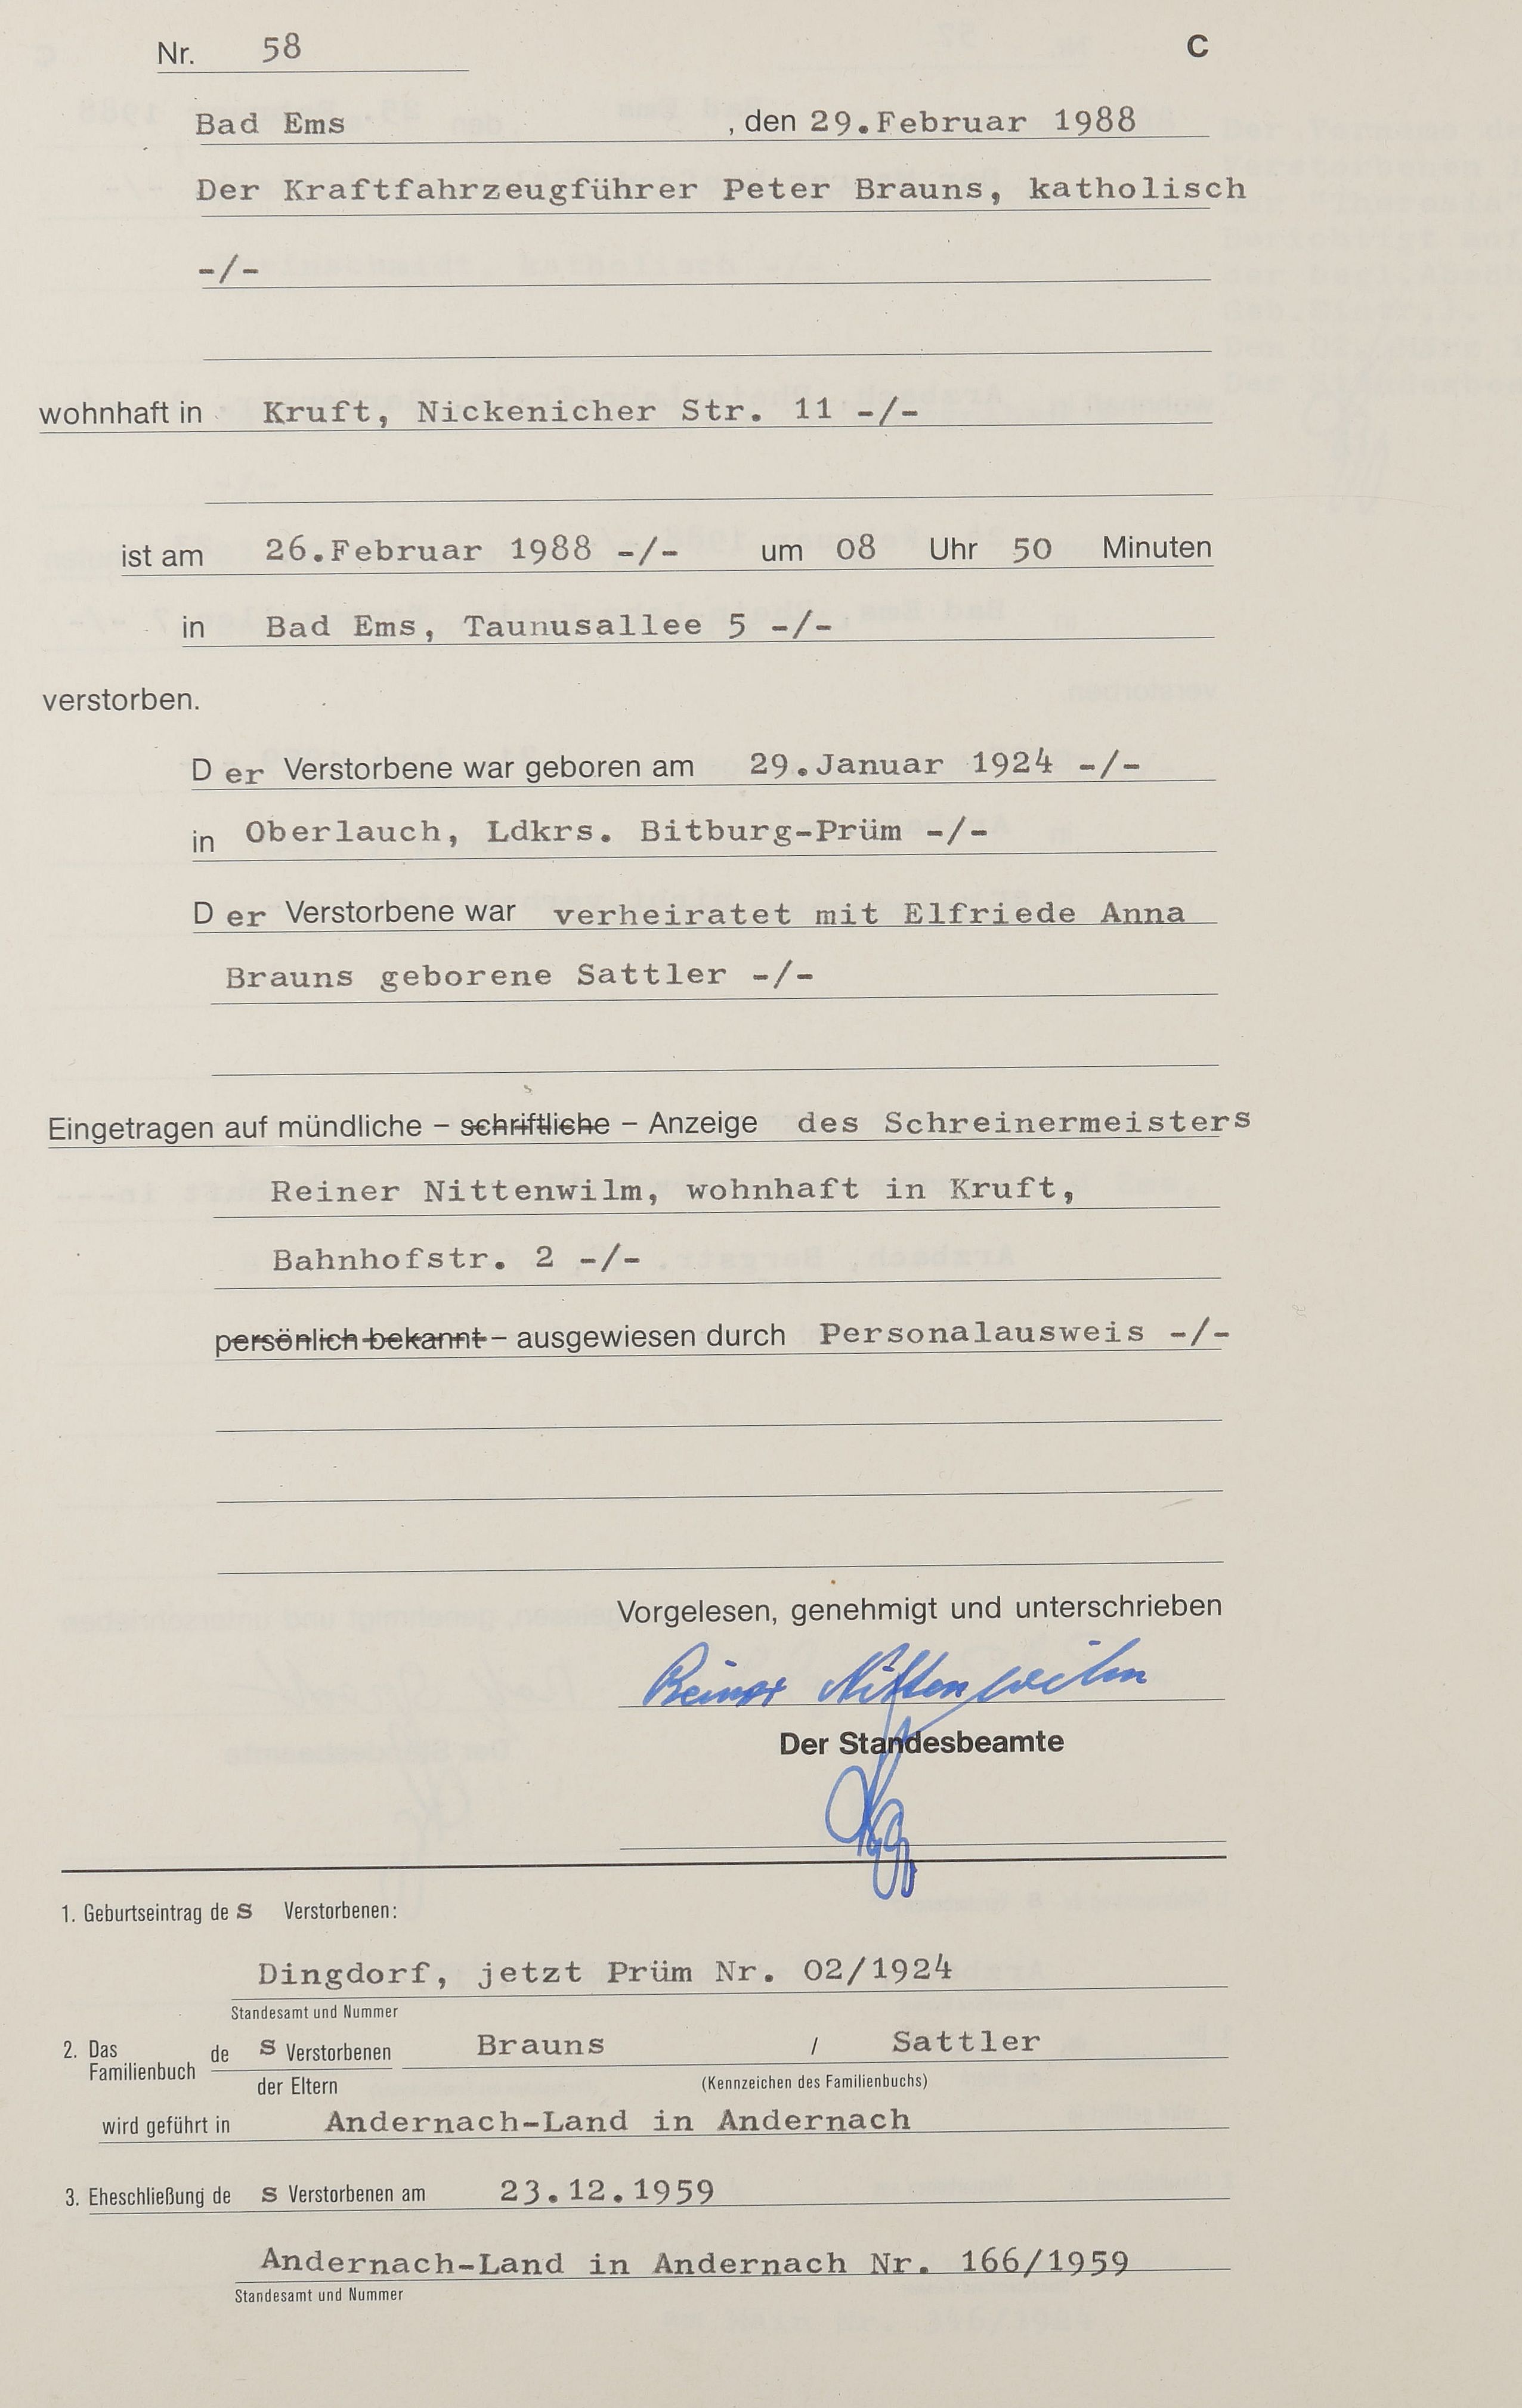 Nr. 58 C
Bad Ems , den 29.Februar 1988
Der Kraftfahrzeugführer Peter Brauns, katholisch
-/-
wohnhaft in Kruft, Nickenicher Str. 11 -/-
ist am 26.Februar 1988 -/- um 08 Uhr 50 Minuten
in Bad Ems, Taunusallee 5 -/-
verstorben.
D er Verstorbene war geboren am 29.Januar 1924 -/-
in Oberlauch, Ldkrs. Bitburg-Prüm -/-
D er Verstorbene war verheiratet mit Elfriede Anna
Brauns geborene Sattler -/-
Eingetragen auf mündliche – schriftliche – Anzeige des Schreinermeisters
Reiner Nittenwilm, wohnhaft in Kruft,
Bahnhofstr. 2 -/-
persönlich bekannt – ausgewiesen durch Personalausweis -/-
Vorgelesen, genehmigt und unterschrieben
Reiner Nittenwilm
Der Standesbeamte
1. Geburtseintrag de s Verstorbenen:
Dingdorf, jetzt Prüm Nr. 02/1924
Standesamt und Nummer
2. Das Familienbuch de s Verstorbenen Brauns / Sattler
der Eltern (Kennzeichen des Familienbuchs)
wird geführt in Andernach-Land in Andernach
3. Eheschließung de s Verstorbenen am 23.12.1959
Andernach-Land in Andernach Nr. 166/1959
Standesamt und Nummer